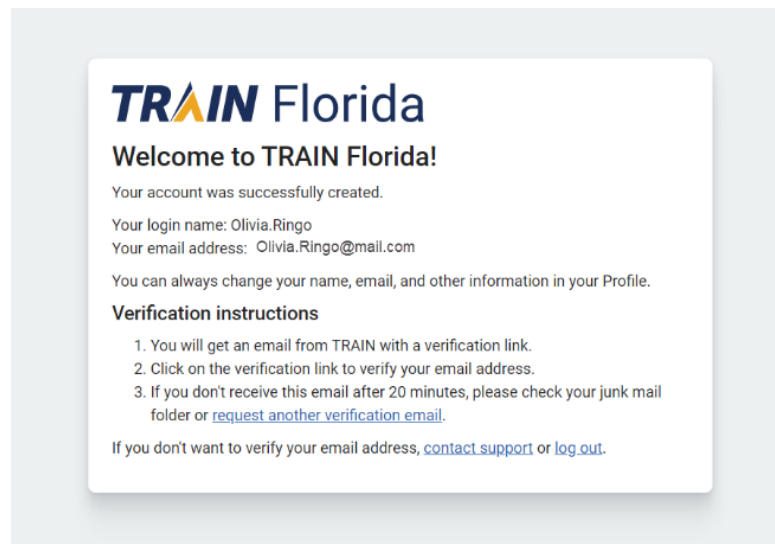 TRAIN Florida
Welcome to TRAIN Florida!
Your account was successfully created.
Your login name: Olivia.Ringo
Your email address: Olivia.Ringo@mail.com
You can always change your name, email, and other information in your Profile.
Verification instructions
1. You will get an email from TRAIN with a verification link.
2. Click on the verification link to verify your email address.
3. If you don't receive this email after 20 minutes, please check your junk mail
folder or request another verification email.
If you don't want to verify your email address, contact support or log out.